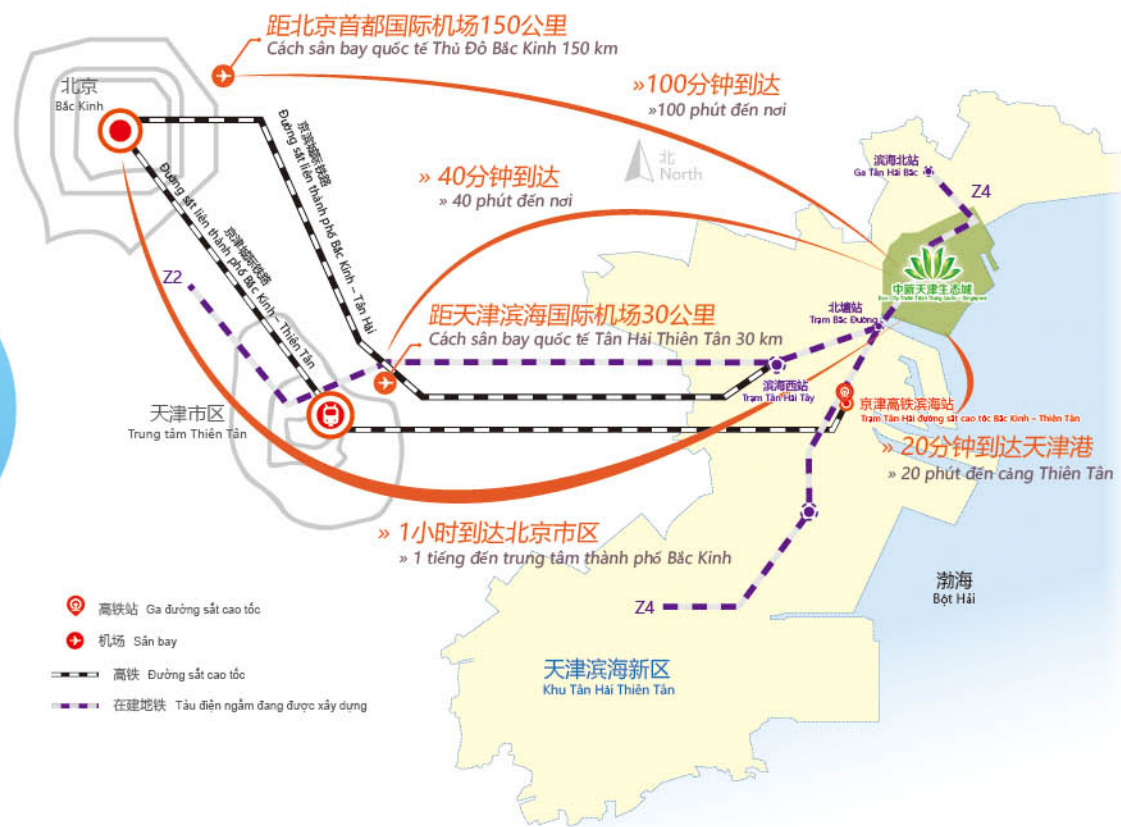 距北京首都国际机场150公里
Cách sân bay quốc tế Thủ Đô Bắc Kinh 150 km
北京
Bắc Kinh
»100分钟到达
»100 phút đến nơi
北
North
滨海北站
Ga Tân Hải Bắc
Z4
» 40分钟到达
» 40 phút đến nơi
京滨城际铁路
Đường sắt liên thành phố Bắc Kinh – Tân Hải
京津城际铁路
Đường sắt liên thành phố Bắc Kinh – Thiên Tân
Z2
中新天津生态城
北塘站
Trạm Bắc Đường
距天津滨海国际机场30公里
Cách sân bay quốc tế Tân Hải Thiên Tân 30 km
滨海西站
Trạm Tân Hải Tây
京津高铁滨海站
Trạm Tân Hải đường sắt cao tốc Bắc Kinh – Thiên Tân
天津市区
Trung tâm Thiên Tân
» 20分钟到达天津港
» 20 phút đến cảng Thiên Tân
» 1小时到达北京市区
» 1 tiếng đến trung tâm thành phố Bắc Kinh
渤海
Bột Hải
Z4
天津滨海新区
Khu Tân Hải Thiên Tân
高铁站 Ga đường sắt cao tốc
机场 Sân bay
高铁 Đường sắt cao tốc
在建地铁 Tàu điện ngầm đang được xây dựng